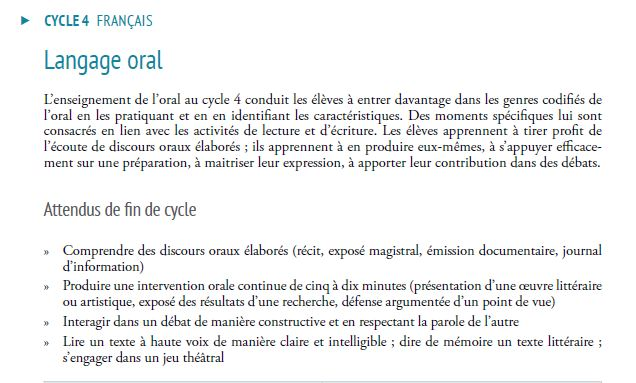 ▶ CYCLE 4 FRANÇAIS
Langage oral
L’enseignement de l’oral au cycle 4 conduit les élèves à entrer davantage dans les genres codifiés de
l’oral en les pratiquant et en en identifiant les caractéristiques. Des moments spécifiques lui sont
consacrés en lien avec les activités de lecture et d’écriture. Les élèves apprennent à tirer profit de
l’écoute de discours oraux élaborés ; ils apprennent à en produire eux-mêmes, à s’appuyer efficace-
ment sur une préparation, à maitriser leur expression, à apporter leur contribution dans des débats.
Attendus de fin de cycle
» Comprendre des discours oraux élaborés (récit, exposé magistral, émission documentaire, journal
d’information)
» Produire une intervention orale continue de cinq à dix minutes (présentation d’une œuvre littéraire
ou artistique, exposé des résultats d’une recherche, défense argumentée d’un point de vue)
» Interagir dans un débat de manière constructive et en respectant la parole de l’autre
» Lire un texte à haute voix de manière claire et intelligible ; dire de mémoire un texte littéraire ;
s’engager dans un jeu théâtral